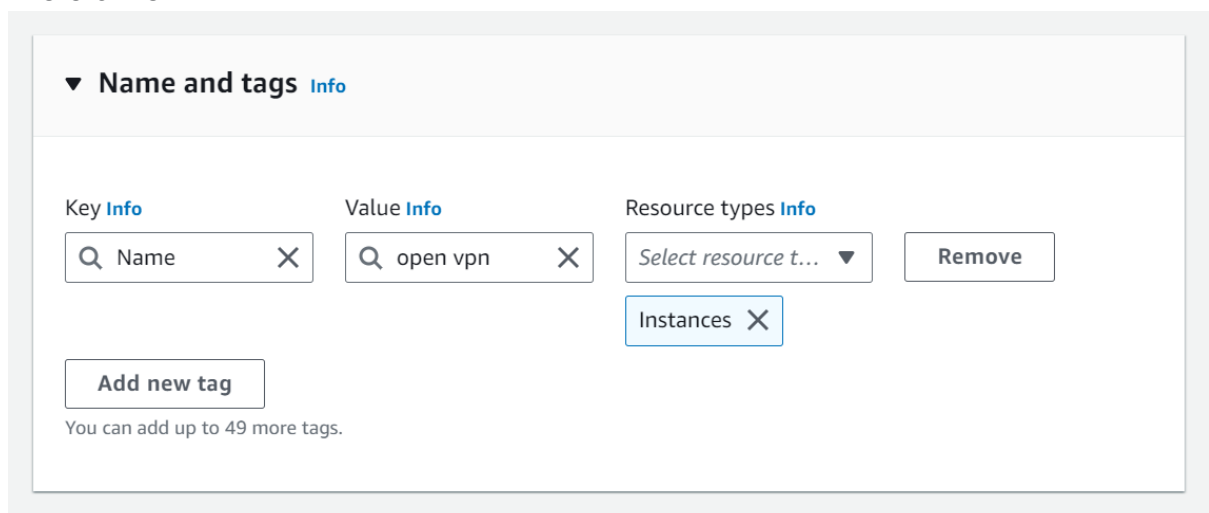 Name and tags Info
Key Info Value Info Resource types Info
Name open vpn Select resource t... Remove
Instances
Add new tag
You can add up to 49 more tags.